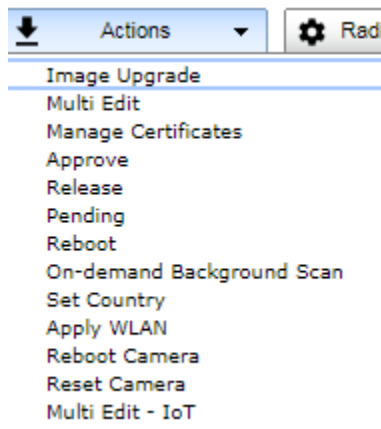 Actions Radi
Image Upgrade
Multi Edit
Manage Certificates
Approve
Release
Pending
Reboot
On-demand Background Scan
Set Country
Apply WLAN
Reboot Camera
Reset Camera
Multi Edit - IoT